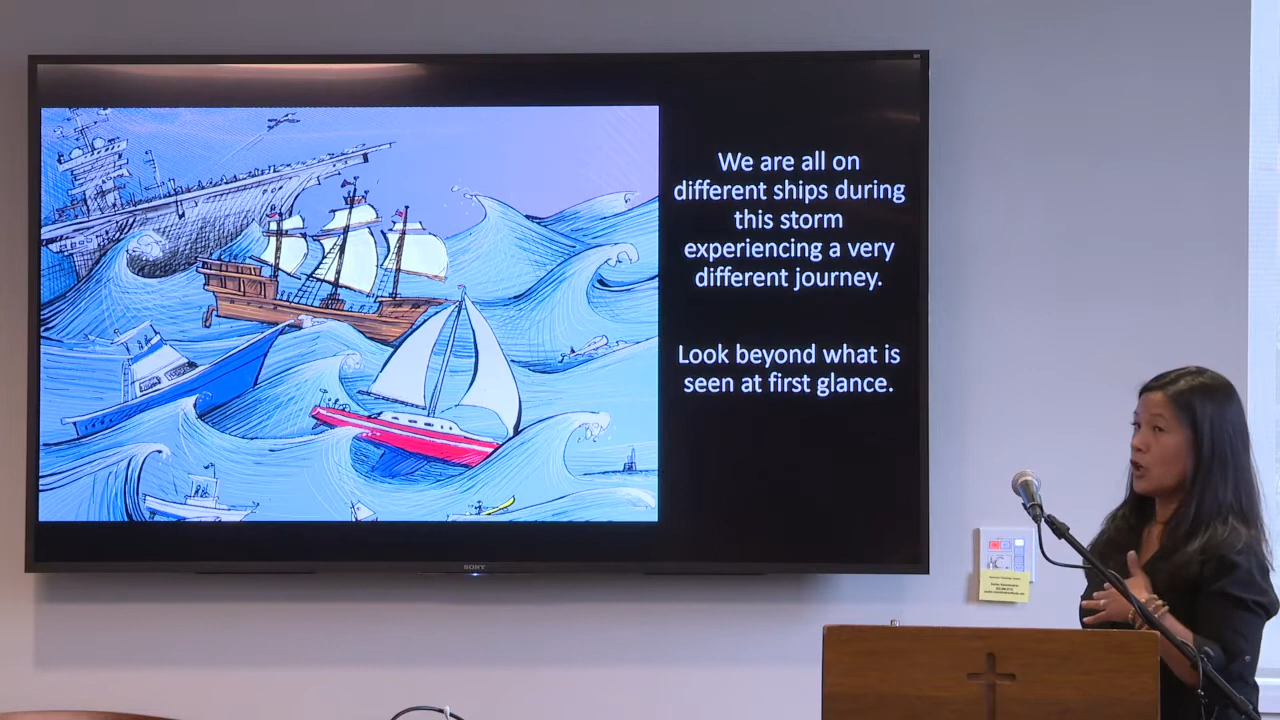 We are all on
different ships during
this storm
experiencing a very
different journey.
Look beyond what is
seen at first glance.
SONY